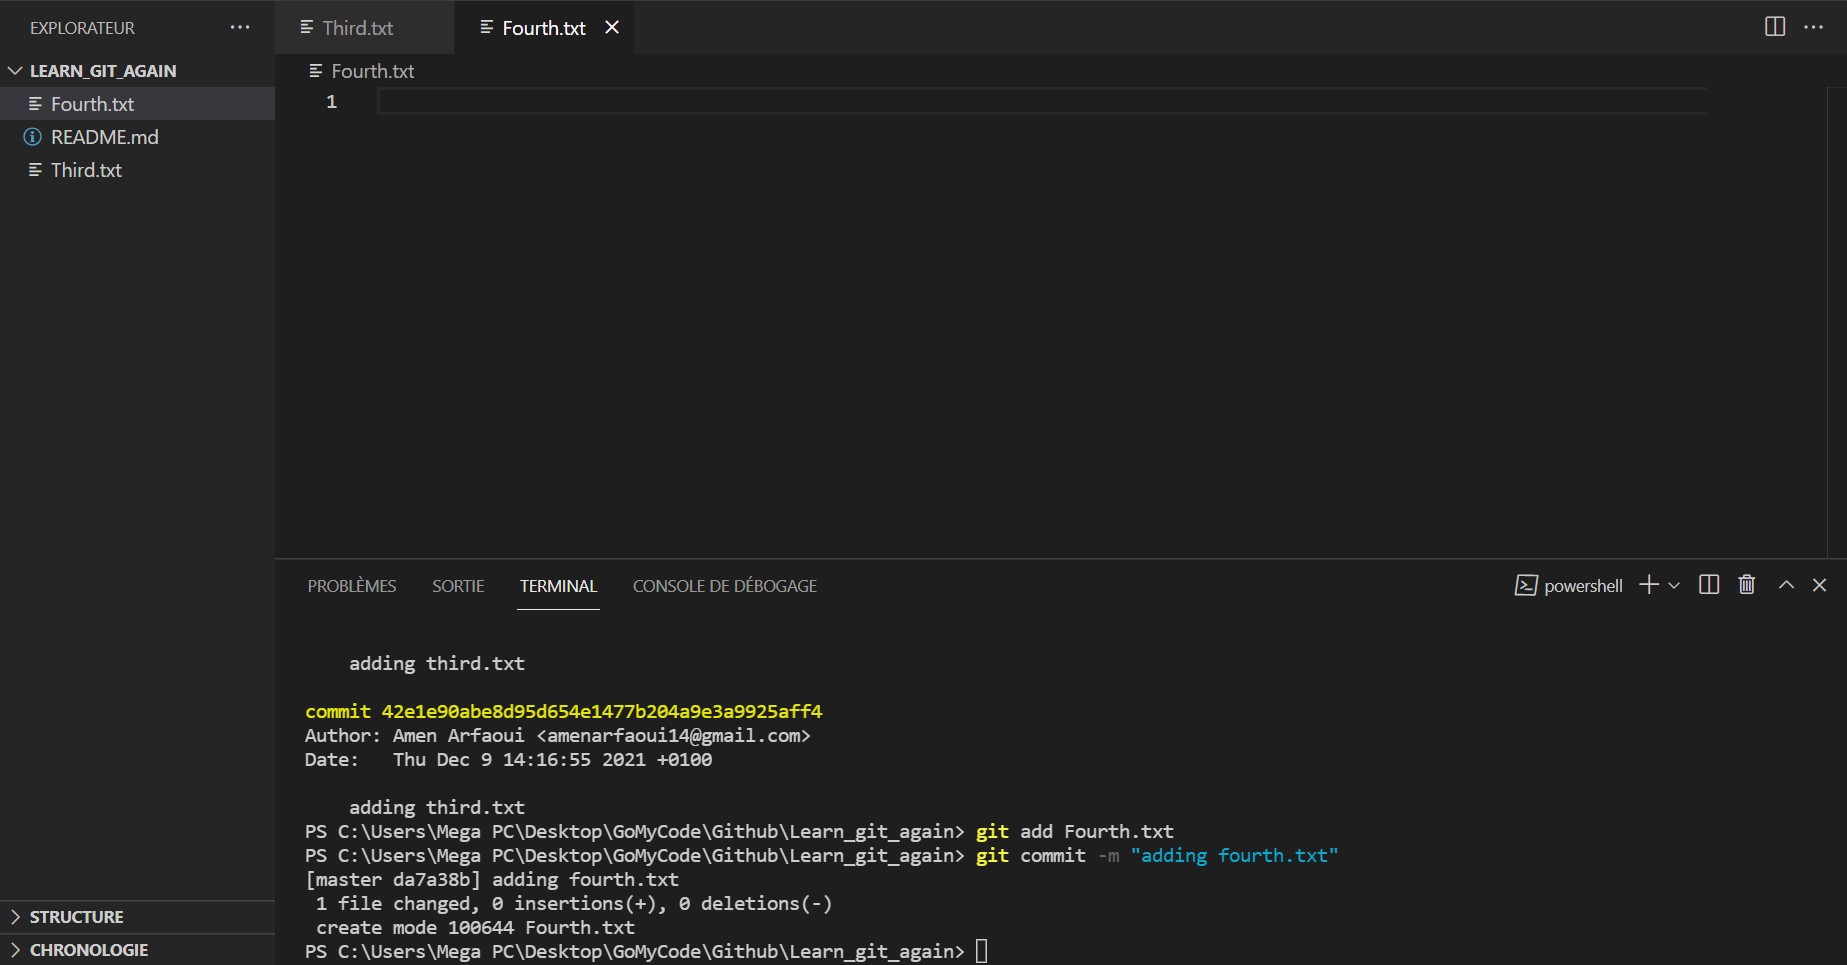 EXPLORATEUR
LEARN_GIT_AGAIN
Fourth.txt
README.md
Third.txt
STRUCTURE
CHRONOLOGIE
Third.txt
Fourth.txt
Fourth.txt
1
PROBLÈMES SORTIE TERMINAL CONSOLE DE DÉBOGAGE
powershell
adding third.txt
commit 42e1e90abe8d95d654e1477b204a9e3a9925aff4
Author: Amen Arfaoui <amenarfaoui14@gmail.com>
Date: Thu Dec 9 14:16:55 2021 +0100
adding third.txt
PS C:\Users\Mega PC\Desktop\GoMyCode\Github\Learn_git_again> git add Fourth.txt
PS C:\Users\Mega PC\Desktop\GoMyCode\Github\Learn_git_again> git commit -m "adding fourth.txt"
[master da7a38b] adding fourth.txt
1 file changed, 0 insertions(+), 0 deletions(-)
create mode 100644 Fourth.txt
PS C:\Users\Mega PC\Desktop\GoMyCode\Github\Learn_git_again>